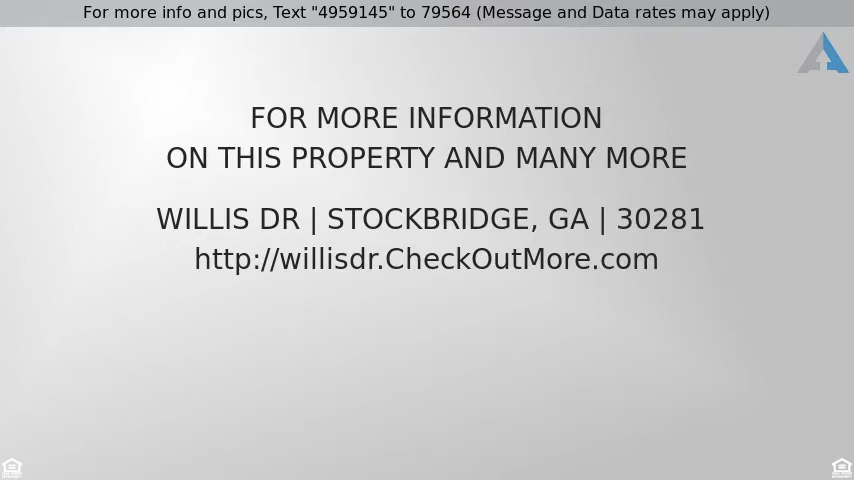 For more info and pics, Text "4959145" to 79564 (Message and Data rates may apply)
FOR MORE INFORMATION
ON THIS PROPERTY AND MANY MORE
WILLIS DR | STOCKBRIDGE, GA | 30281
http://willisdr.CheckOutMore.com